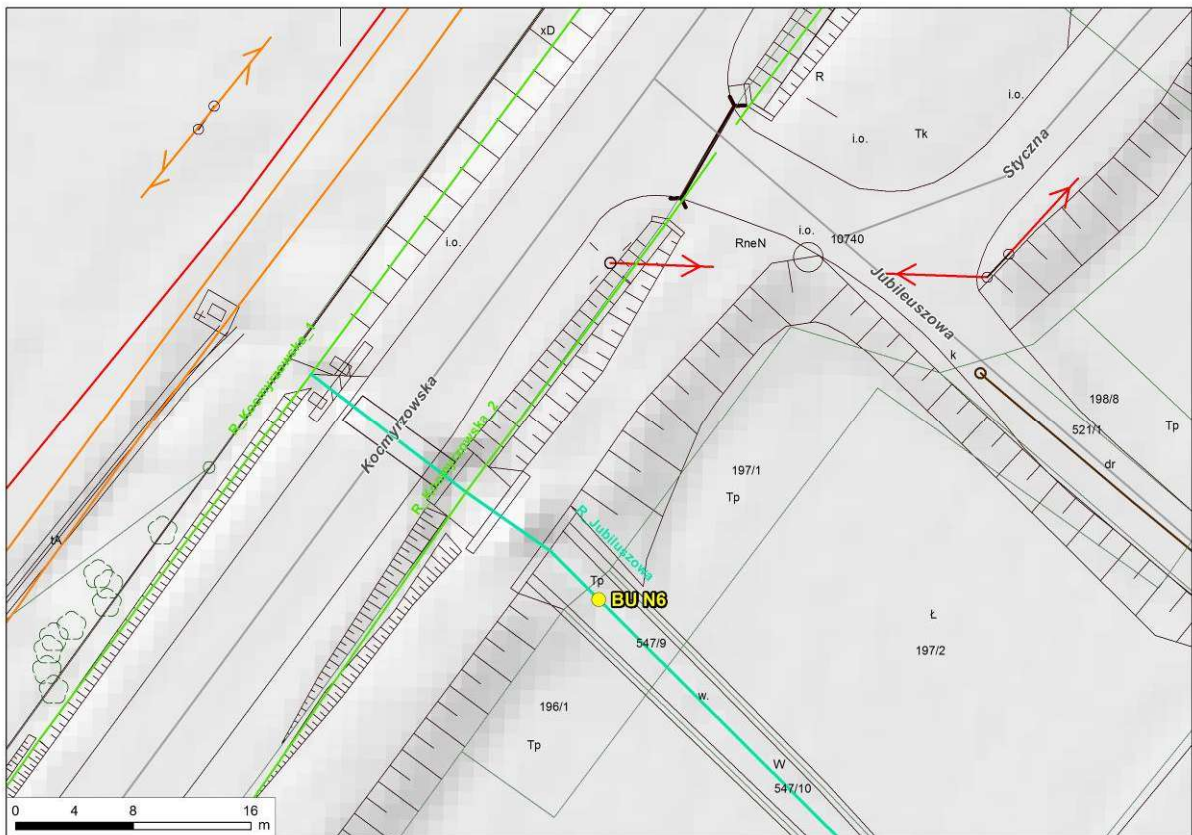 xD
R
i.o.
i.o.
Tk
Styczna
i.o.
RneN
i.o.
10740
Jubileuszowa
k
198/8
521/1
Tp
dr
R_Kocmyrzowska_1
Kocmyrzowska
R_Kocmyrzowska_2
197/1
Tp
R_Jubiluszowa
tA
Tp
BU N6
547/9
Ł
197/2
196/1
w.
Tp
W
547/10
0 4 8 16
m